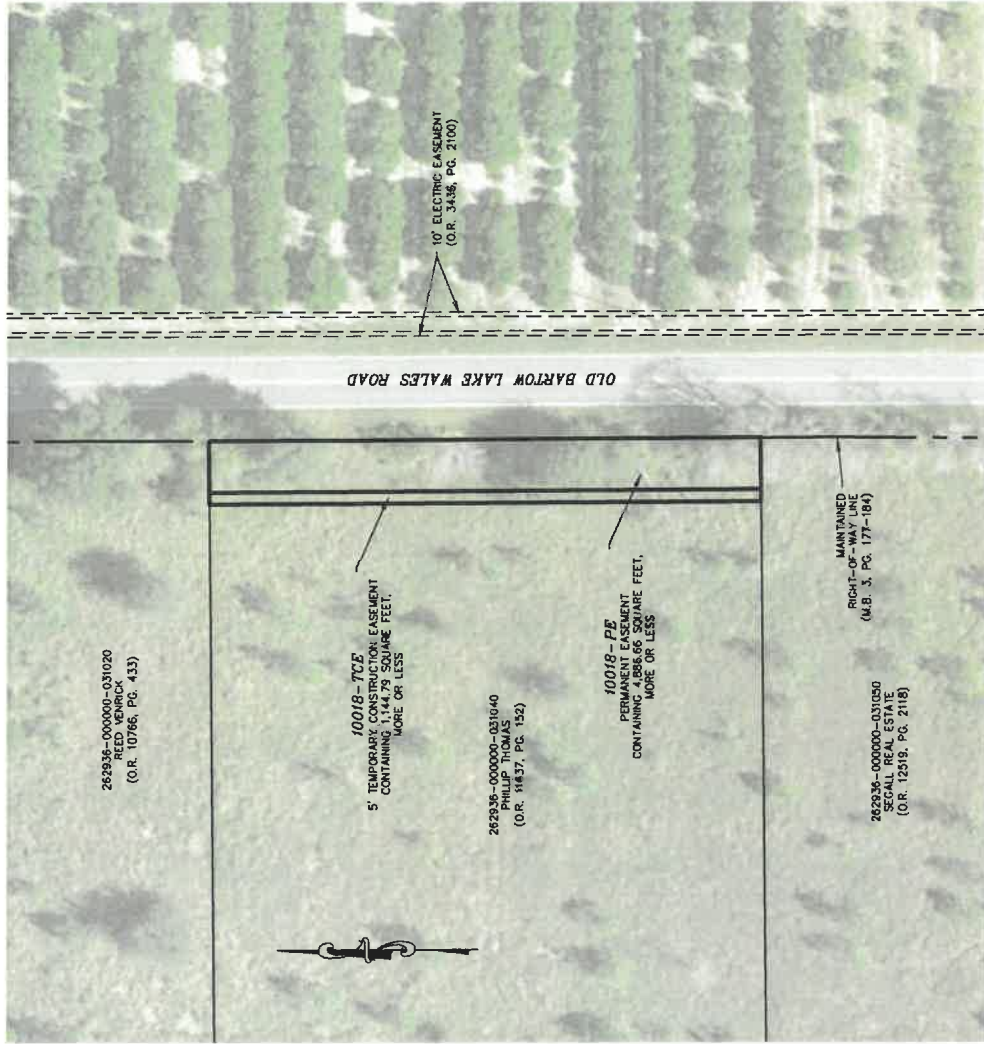 10' ELECTRIC EASEMENT
(O.R. 3436, PG. 2100)
OLD BARTOW LAKE WALES ROAD
262936-000000-031020
REED VENRICK
(O.R. 10766, PG. 433)
10018-TCE
5' TEMPORARY CONSTRUCTION EASEMENT
CONTAINING 1,144.79 SQUARE FEET,
MORE OR LESS
262936-000000-031040
PHILLIP THOMAS
(O.R. 11437, PG. 152)
10018-PE
PERMANENT EASEMENT
CONTAINING 4,886.66 SQUARE FEET,
MORE OR LESS
MAINTAINED
RIGHT-OF-WAY LINE
(M.B. 3, PG. 177-184)
262936-000000-031050
SEGALL REAL ESTATE
(O.R. 12519, PG. 2118)